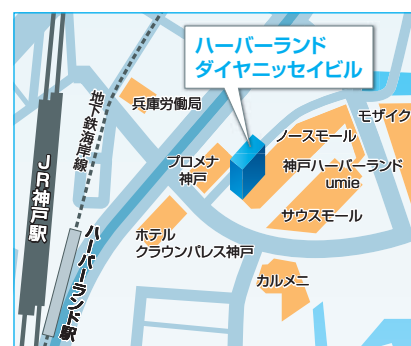 ハーバーランド
ダイヤニッセイビル
兵庫労働局
地下鉄海岸線
モザイク
ノースモール
プロメナ
神戸
神戸ハーバーランド
umie
JR神戸駅
サウスモール
ハーバーランド駅
ホテル
クラウンパレス神戸
カルメニ